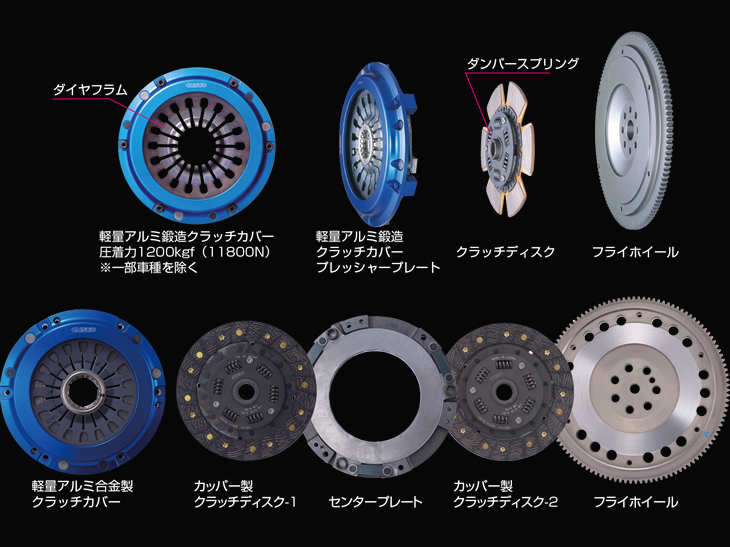 ダイヤフラム
ダンパースプリング
CUSCO
軽量アルミ鍛造クラッチカバー
圧着力1200kgf（11800N）
※一部車種を除く
軽量アルミ鍛造
クラッチカバー
プレッシャープレート
クラッチディスク
フライホイール
CUSCO
軽量アルミ合金製
クラッチカバー
カッパー製
クラッチディスク-1
センタープレート
カッパー製
クラッチディスク-2
フライホイール